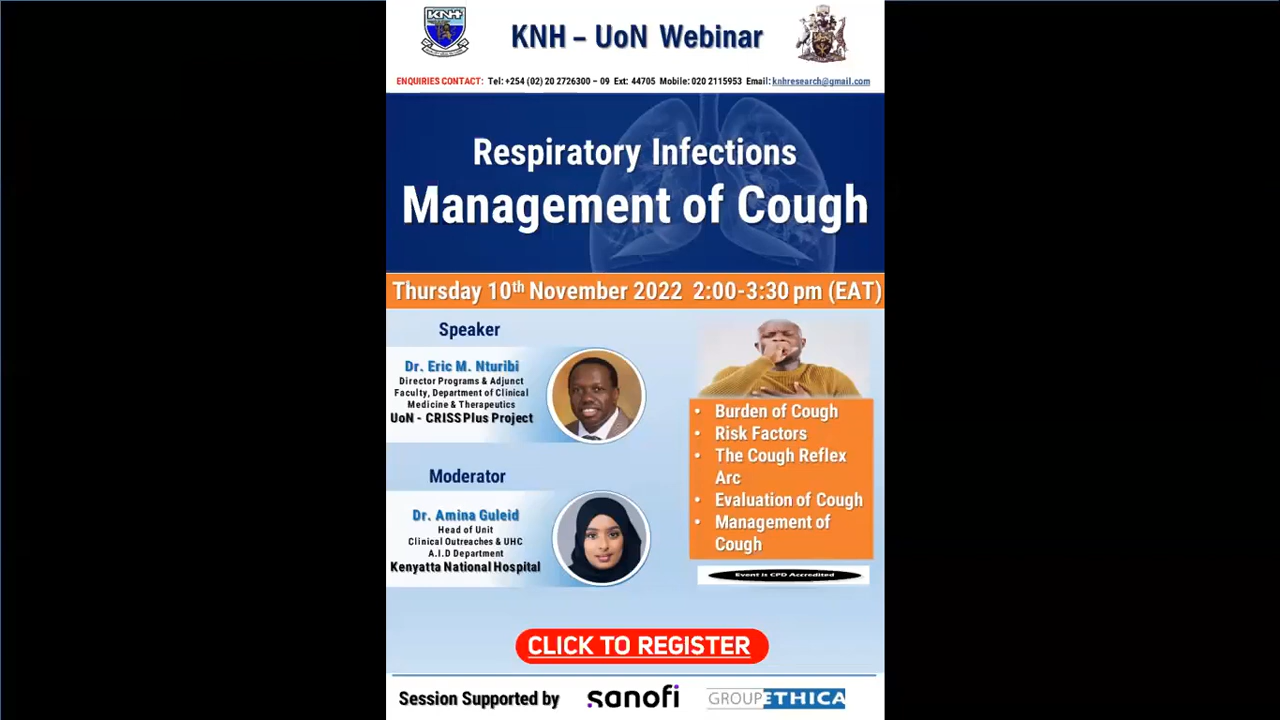 KNH
KNH – UoN Webinar
ENQUIRIES CONTACT: Tel: +254 (02) 20 2726300 – 09 Ext: 44705 Mobile: 020 2115953 Email: knhresearch@gmail.com
Respiratory Infections
Management of Cough
Thursday 10th November 2022 2:00-3:30 pm (EAT)
Speaker
Dr. Eric M. Nturibi
Director Programs & Adjunct
Faculty, Department of Clinical
Medicine & Therapeutics
UoN - CRISS Plus Project
Moderator
Dr. Amina Guleid
Head of Unit
Clinical Outreaches & UHC
A.I.D Department
Kenyatta National Hospital
• Burden of Cough
• Risk Factors
• The Cough Reflex
Arc
• Evaluation of Cough
• Management of
Cough
Event is CPD Accredited
CLICK TO REGISTER
Session Supported by sanofi GROUP ETHICA